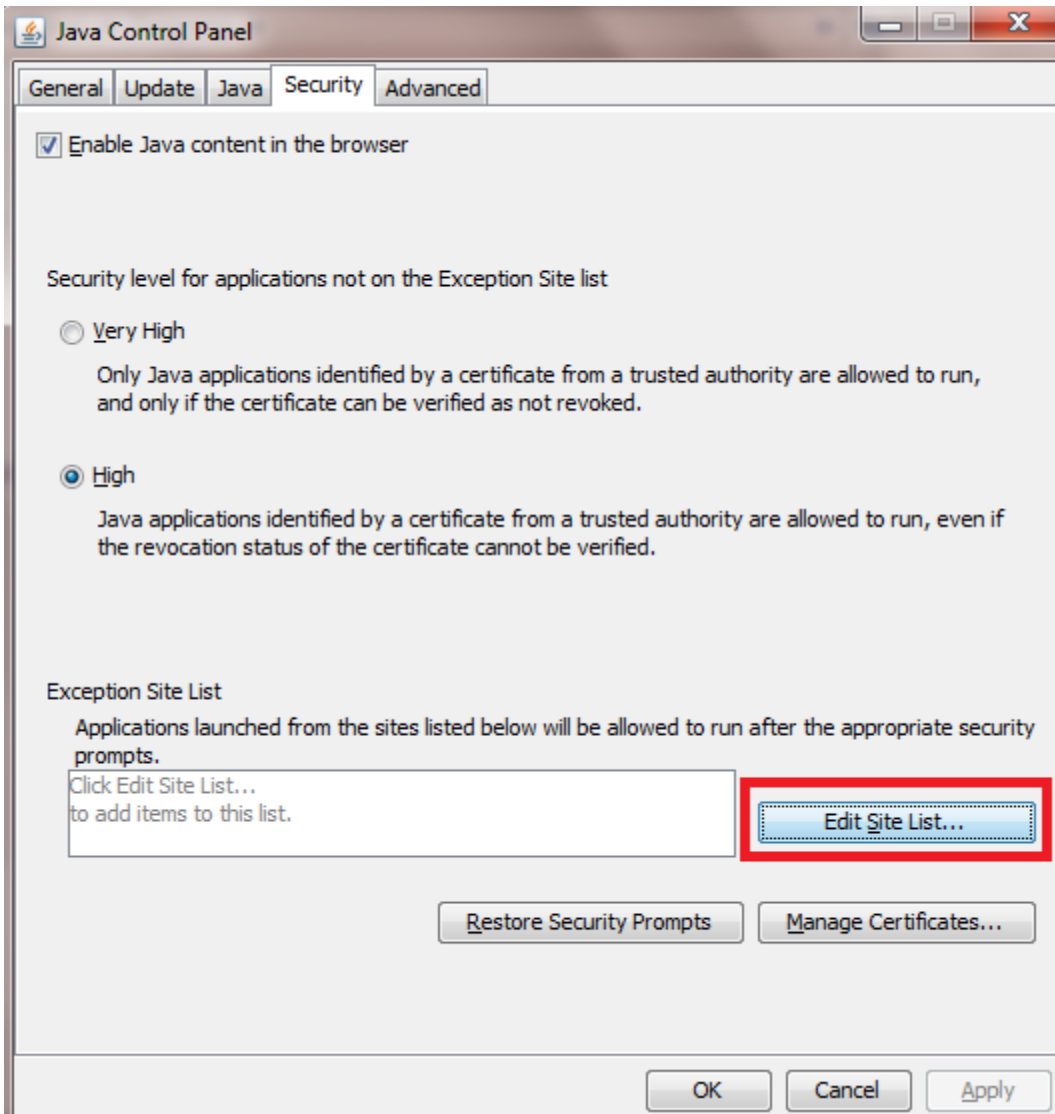 Java Control Panel
General Update Java Security Advanced
Enable Java content in the browser
Security level for applications not on the Exception Site list
Very High
Only Java applications identified by a certificate from a trusted authority are allowed to run,
and only if the certificate can be verified as not revoked.
High
Java applications identified by a certificate from a trusted authority are allowed to run, even if
the revocation status of the certificate cannot be verified.
Exception Site List
Applications launched from the sites listed below will be allowed to run after the appropriate security
prompts.
Click Edit Site List...
to add items to this list.
Edit Site List...
Restore Security Prompts Manage Certificates...
OK Cancel Apply